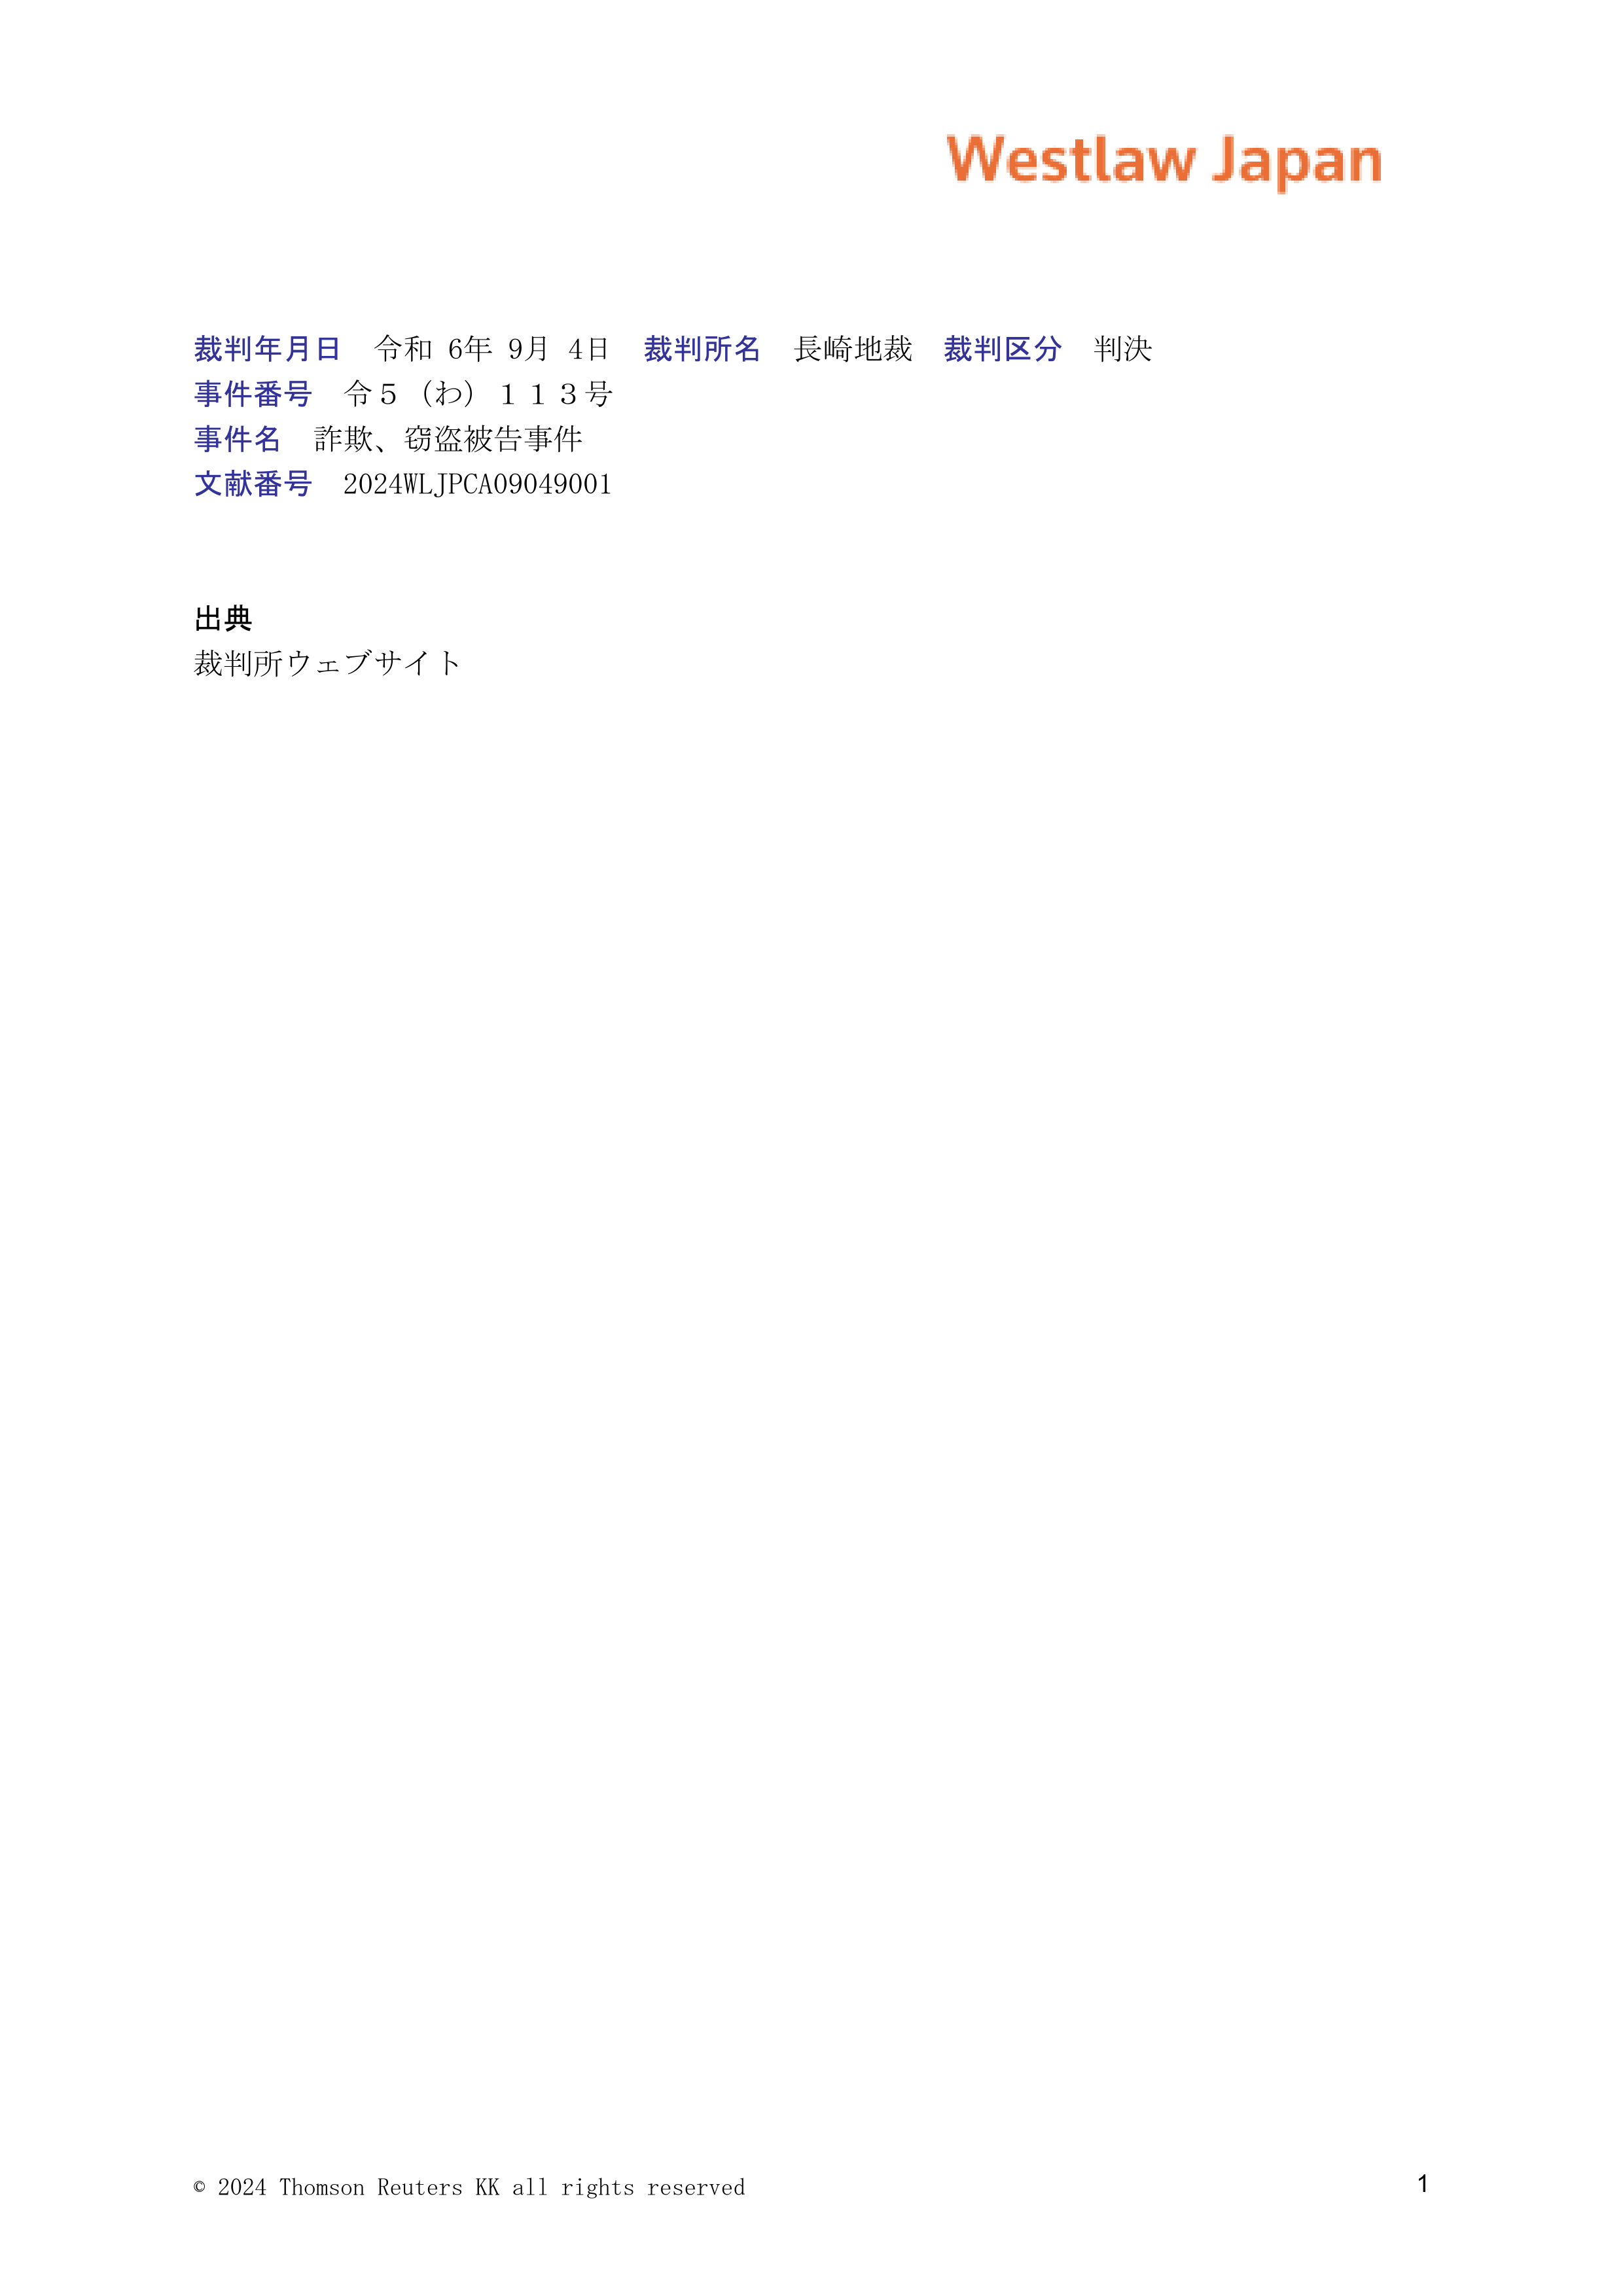 Westlaw Japan
裁判年月日　令和 6年 9月 4日　裁判所名　長崎地裁　裁判区分　判決
事件番号　令５（わ）１１３号
事件名　詐欺、窃盗被告事件
文献番号　2024WLJPCA09049001
出典
裁判所ウェブサイト
© 2024 Thomson Reuters KK all rights reserved
1